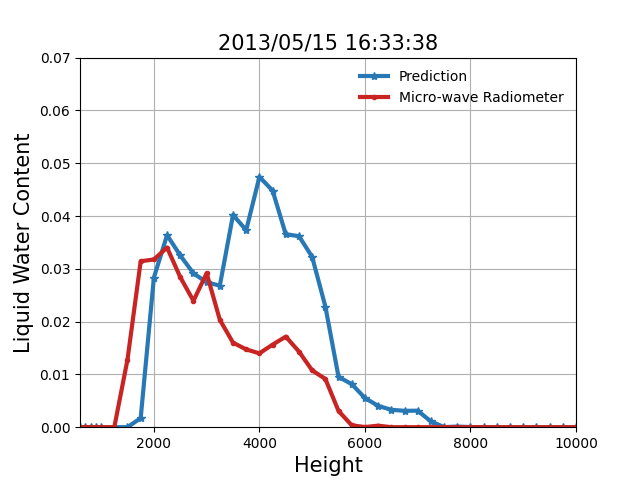 2013/05/15 16:33:38
0.07
0.06
0.05
0.04
0.03
0.02
0.01
0.00
Liquid Water Content
Prediction
Micro-wave Radiometer
2000 4000 6000 8000 10000
Height